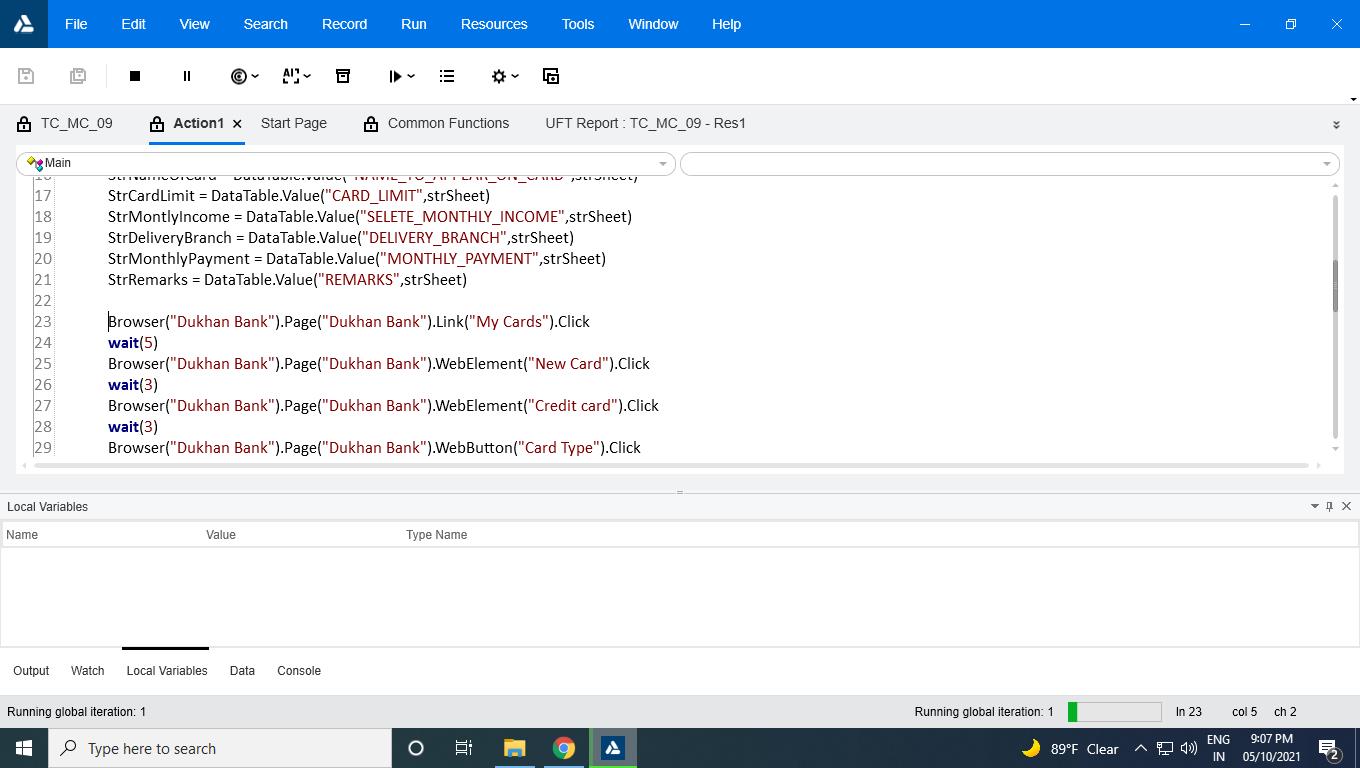 File Edit View Search Record Run Resources Tools Window Help
TC_MC_09 Action1 Start Page Common Functions UFT Report : TC_MC_09 - Res1
Main
16 StrNameOfCard = DataTable.Value("NAME_TO_APPEAR_ON_CARD",strSheet)
17 StrCardLimit = DataTable.Value("CARD_LIMIT",strSheet)
18 StrMontlyIncome = DataTable.Value("SELETE_MONTHLY_INCOME",strSheet)
19 StrDeliveryBranch = DataTable.Value("DELIVERY_BRANCH",strSheet)
20 StrMonthlyPayment = DataTable.Value("MONTHLY_PAYMENT",strSheet)
21 StrRemarks = DataTable.Value("REMARKS",strSheet)
22
23 Browser("Dukhan Bank").Page("Dukhan Bank").Link("My Cards").Click
24 wait(5)
25 Browser("Dukhan Bank").Page("Dukhan Bank").WebElement("New Card").Click
26 wait(3)
27 Browser("Dukhan Bank").Page("Dukhan Bank").WebElement("Credit card").Click
28 wait(3)
29 Browser("Dukhan Bank").Page("Dukhan Bank").WebButton("Card Type").Click
Local Variables
Name Value Type Name
Output Watch Local Variables Data Console
Running global iteration: 1 Running global iteration: 1 ln 23 col 5 ch 2
Type here to search 89°F Clear ENG IN 9:07 PM 05/10/2021 2